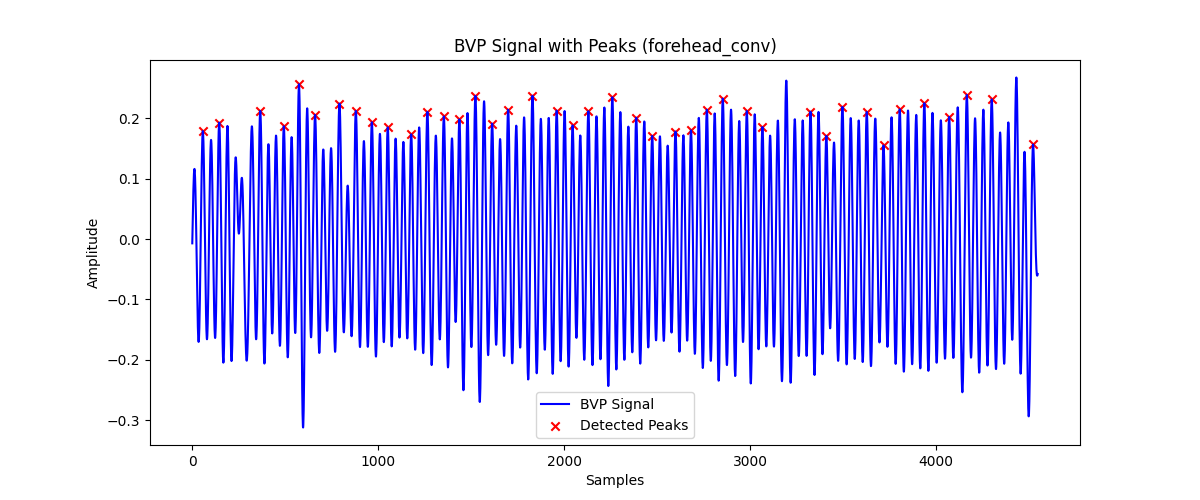 BVP Signal with Peaks (forehead_conv)
Amplitude
0.2
0.1
0.0
−0.1
−0.2
−0.3
BVP Signal
Detected Peaks
0 1000 2000 3000 4000
Samples